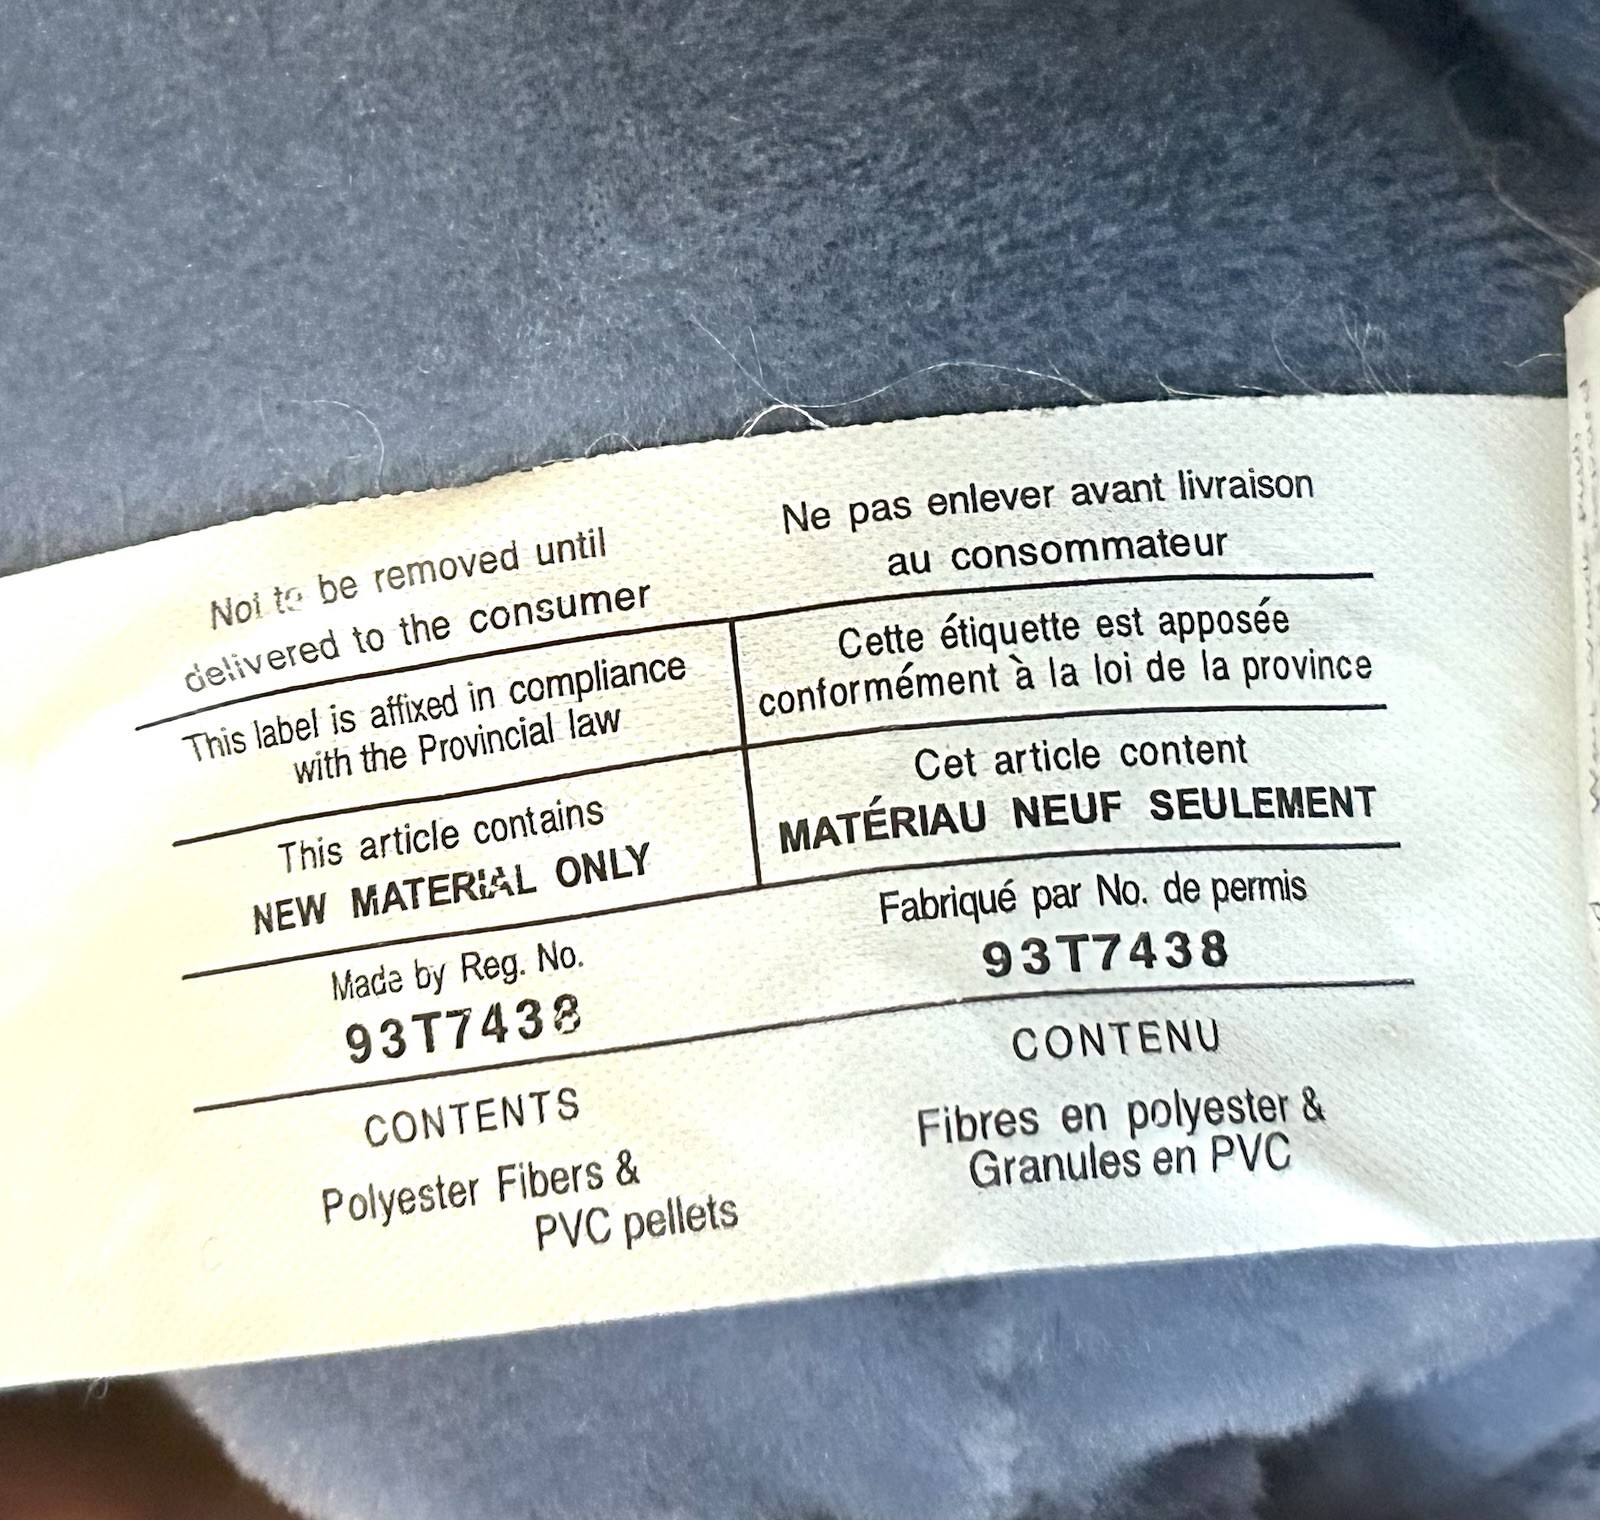 Not to be removed until
delivered to the consumer
This label is affixed in compliance
with the Provincial law
This article contains
NEW MATERIAL ONLY
Made by Reg. No.
93T7438
CONTENTS
Polyester Fibers &
PVC pellets
Ne pas enlever avant livraison
au consommateur
Cette étiquette est apposée
conformément à la loi de la province
Cet article content
MATÉRIAU NEUF SEULEMENT
Fabriqué par No. de permis
93T7438
CONTENU
Fibres en polyester &
Granules en PVC